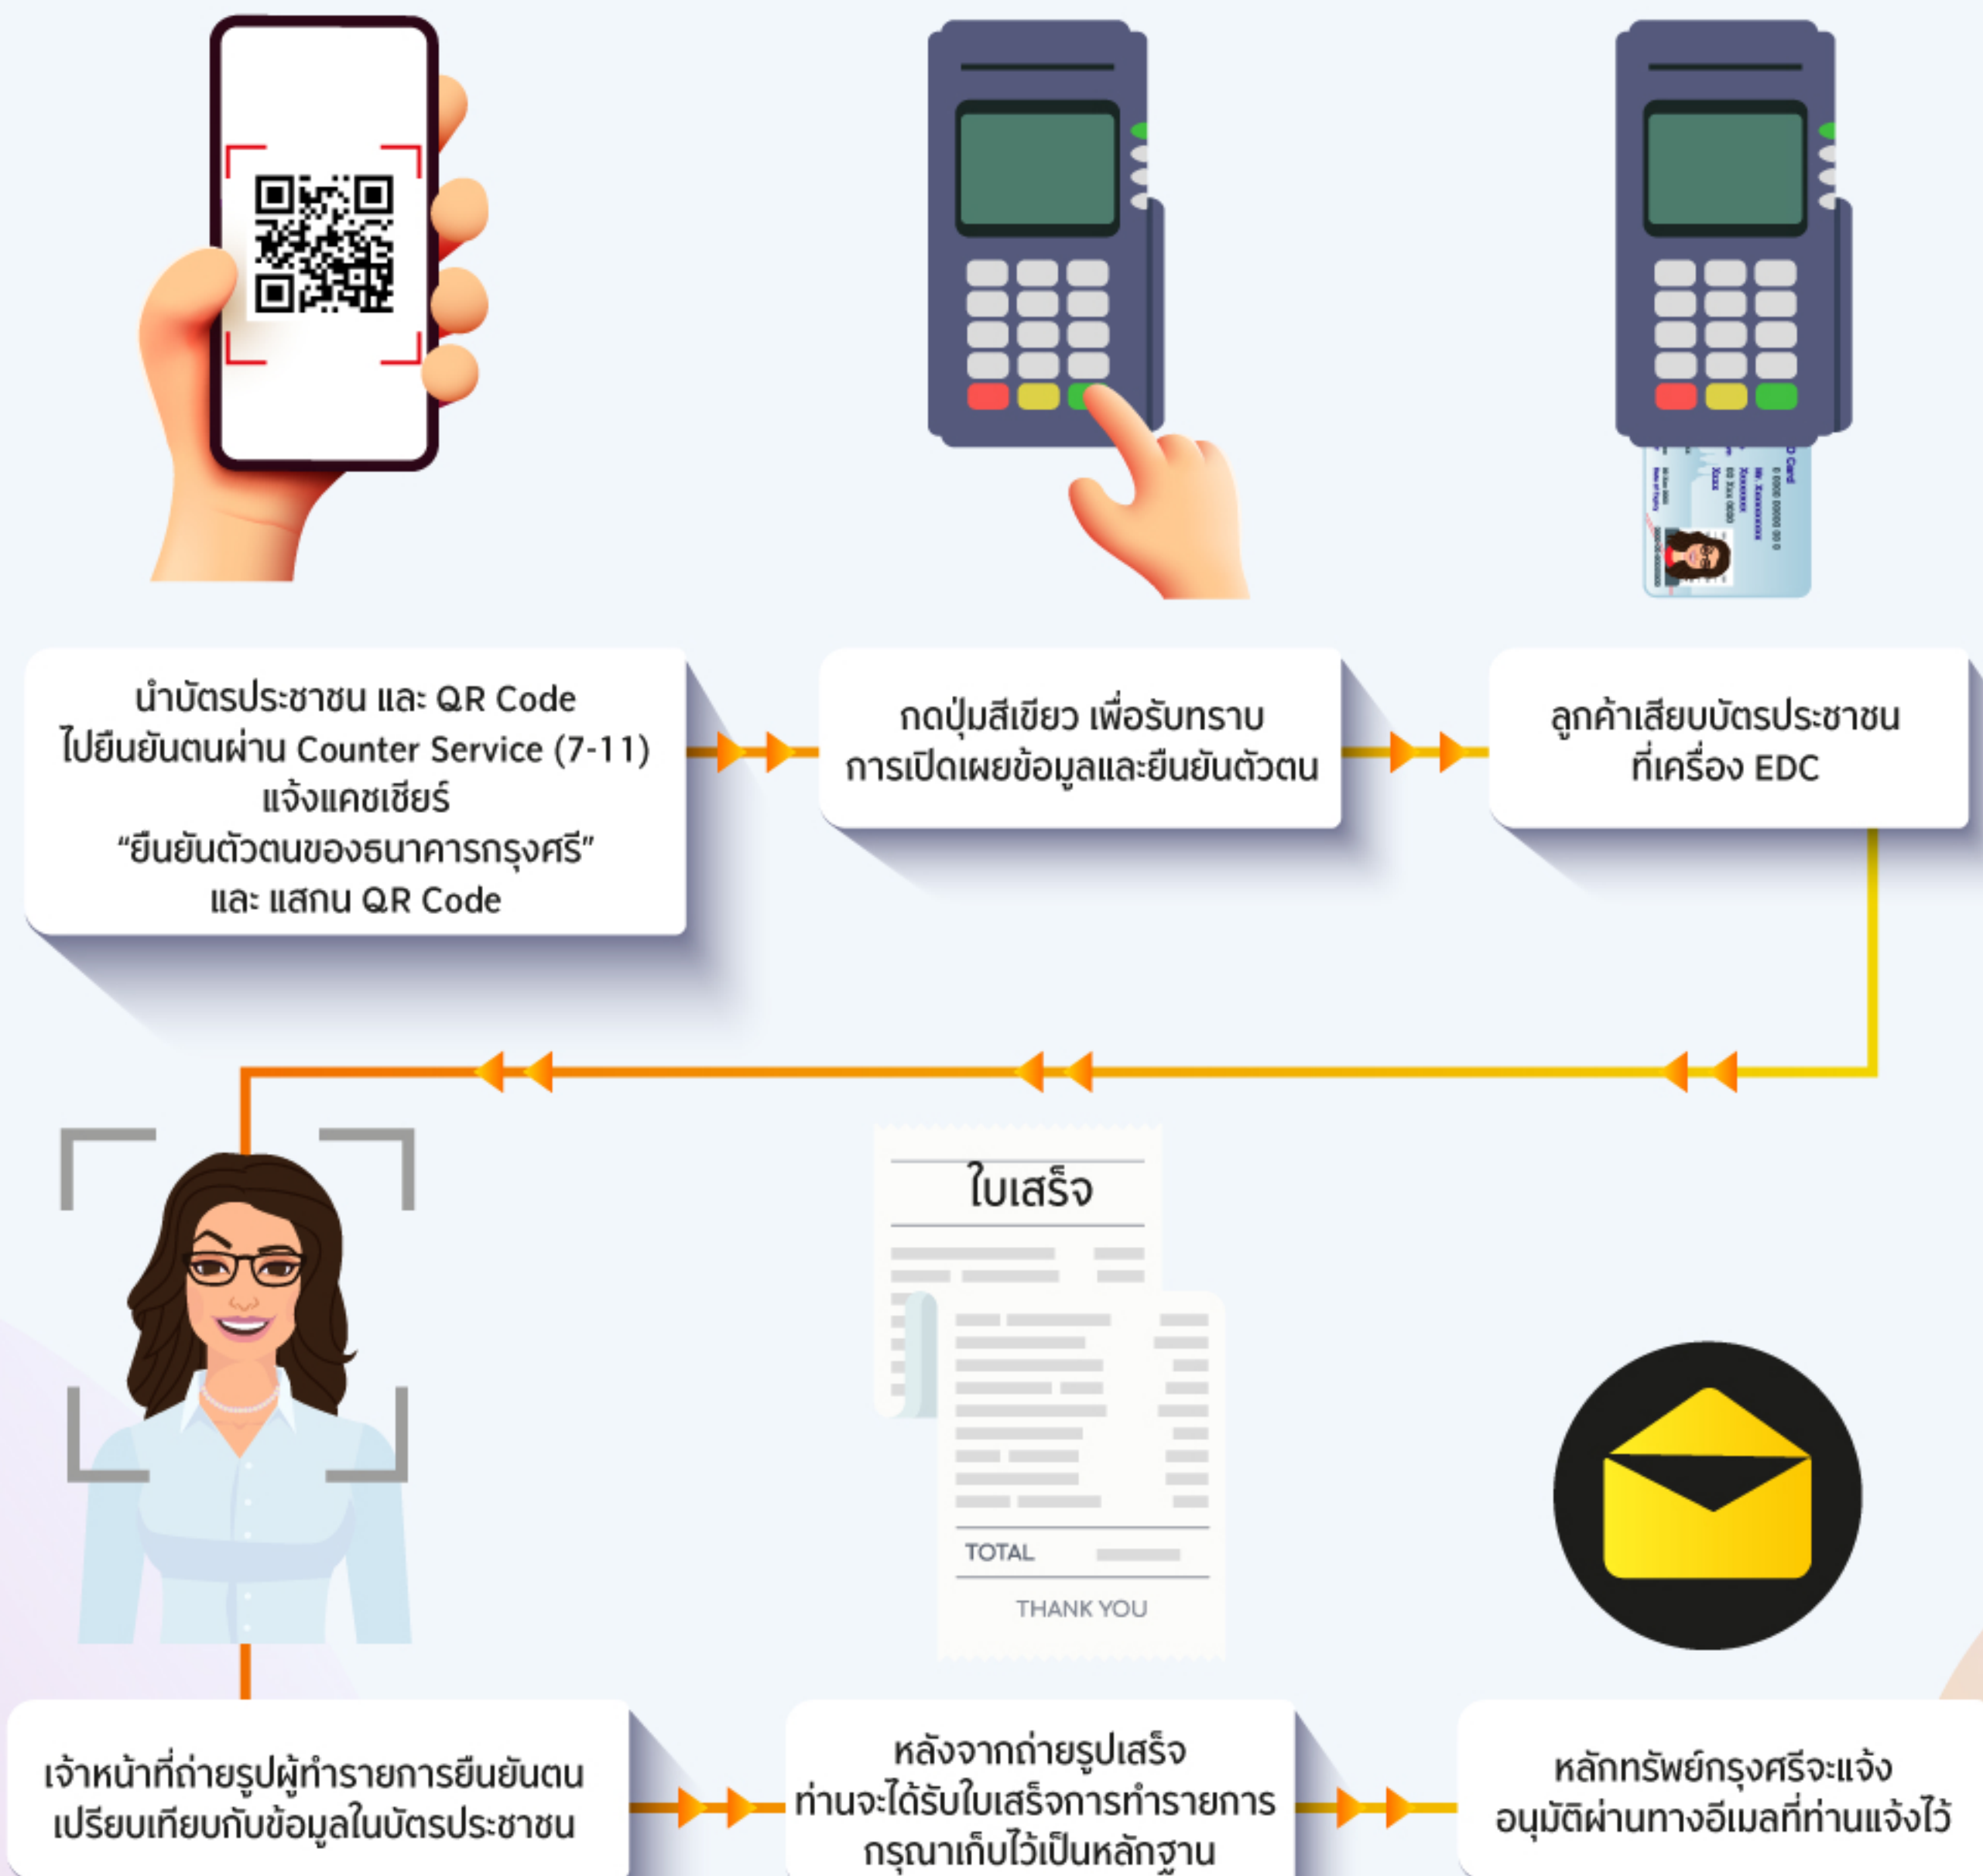 นำบัตรประชาชน และ QR Code
ไปยืนยันตนผ่าน Counter Service (7-11)
แจ้งแคชเชียร์
“ยืนยันตัวตนของธนาคารกรุงศรี”
และ แสกน QR Code
กดปุ่มสีเขียว เพื่อรับทราบ
การเปิดเผยข้อมูลและยืนยันตัวตน
ลูกค้าเสียบบัตรประชาชน
ที่เครื่อง EDC
ใบเสร็จ
TOTAL
THANK YOU
เจ้าหน้าที่ถ่ายรูปผู้ทำรายการยืนยันตน
เปรียบเทียบกับข้อมูลในบัตรประชาชน
หลังจากถ่ายรูปเสร็จ
ท่านจะได้รับใบเสร็จการทำรายการ
กรุณาเก็บไว้เป็นหลักฐาน
หลักทรัพย์กรุงศรีจะแจ้ง
อนุมัติผ่านทางอีเมลที่ท่านแจ้งไว้